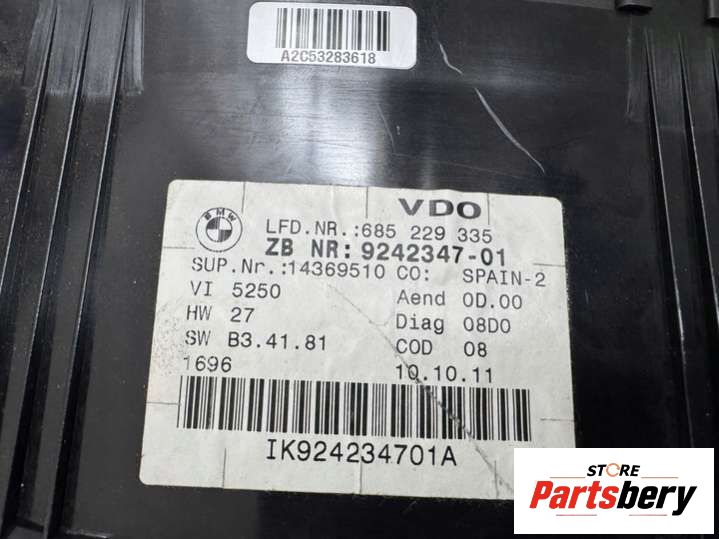 A2C53283618
BMW
VDO
LFD.NR.:685 229 335
ZB NR:9242347-01
SUP.Nr.:14369510 CO: SPAIN-2
VI 5250 Aend 0D.00
HW 27 Diag 08D0
SW B3.41.81 COD 08
1696 10.10.11
IK924234701A
STORE
Partsbery